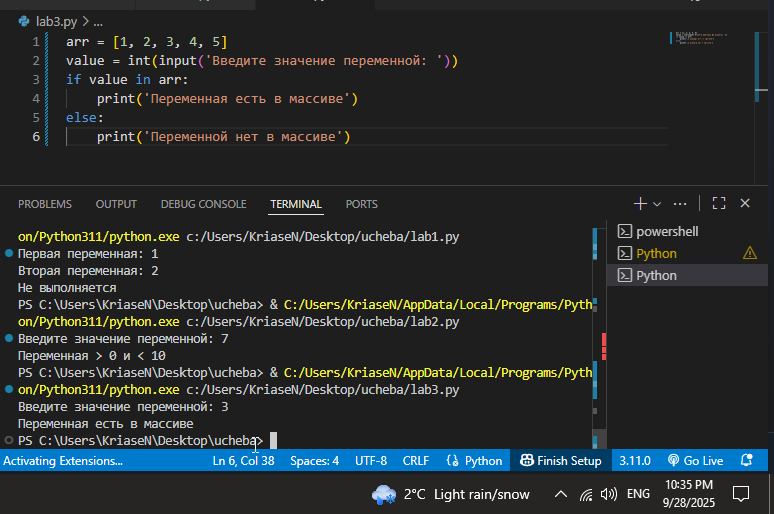 lab3.py > ...
1 arr = [1, 2, 3, 4, 5]
2 value = int(input('Введите значение переменной: '))
3 if value in arr:
4     print('Переменная есть в массиве')
5 else:
6     print('Переменной нет в массиве')
PROBLEMS OUTPUT DEBUG CONSOLE TERMINAL PORTS
on/Python311/python.exe c:/Users/KriaseN/Desktop/ucheba/lab1.py
Первая переменная: 1
Вторая переменная: 2
Не выполняется
PS C:\Users\KriaseN\Desktop\ucheba> & C:/Users/KriaseN/AppData/Local/Programs/Pyth
on/Python311/python.exe c:/Users/KriaseN/Desktop/ucheba/lab2.py
Введите значение переменной: 7
Переменная > 0 и < 10
PS C:\Users\KriaseN\Desktop\ucheba> & C:/Users/KriaseN/AppData/Local/Programs/Pyth
on/Python311/python.exe c:/Users/KriaseN/Desktop/ucheba/lab3.py
Введите значение переменной: 3
Переменная есть в массиве
PS C:\Users\KriaseN\Desktop\ucheba>
powershell
Python
Python
Activating Extensions... Ln 6, Col 38 Spaces: 4 UTF-8 CRLF Python Finish Setup 3.11.0 Go Live
2°C Light rain/snow ENG 10:35 PM
9/28/2025